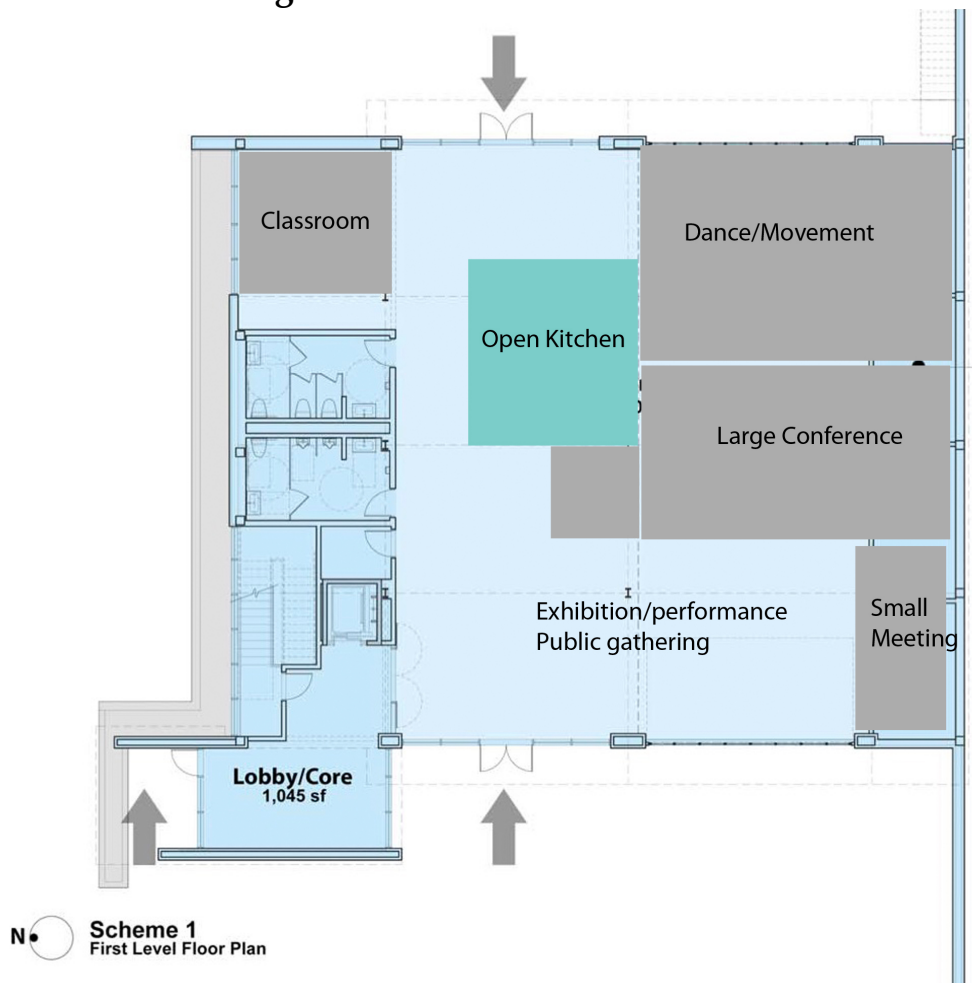 Classroom
Dance/Movement
Open Kitchen
Large Conference
Exhibition/performance
Public gathering
Small
Meeting
Lobby/Core
1,045 sf
N
Scheme 1
First Level Floor Plan